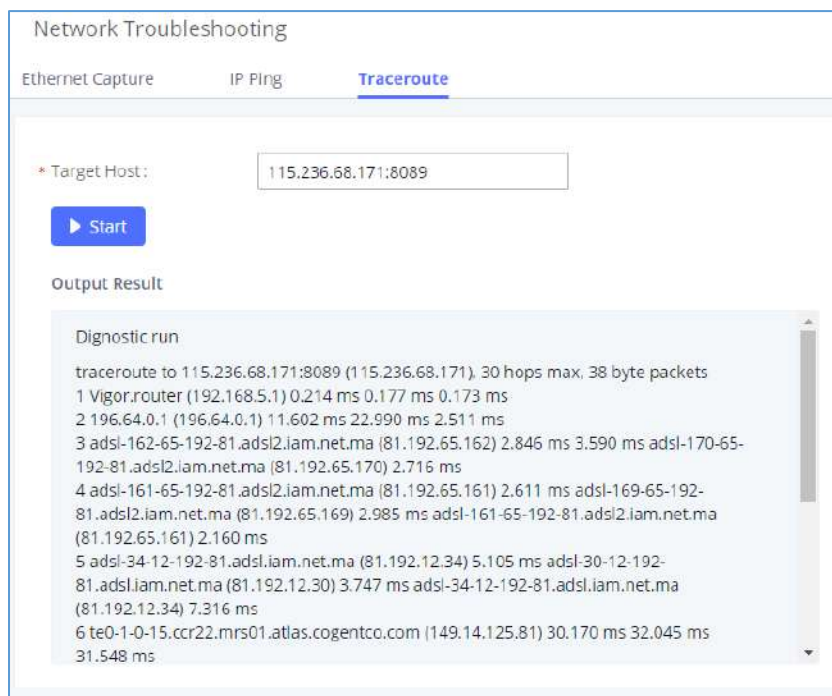 Network Troubleshooting
Ethernet Capture IP Ping Traceroute
* Target Host : 115.236.68.171:8089
Start
Output Result
Dignostic run
traceroute to 115.236.68.171:8089 (115.236.68.171), 30 hops max, 38 byte packets
1 Vigor.router (192.168.5.1) 0.214 ms 0.177 ms 0.173 ms
2 196.64.0.1 (196.64.0.1) 11.602 ms 22.990 ms 2.511 ms
3 adsl-162-65-192-81.adsl2.iam.net.ma (81.192.65.162) 2.846 ms 3.590 ms adsl-170-65-
192-81.adsl2.iam.net.ma (81.192.65.170) 2.716 ms
4 adsl-161-65-192-81.adsl2.iam.net.ma (81.192.65.161) 2.611 ms adsl-169-65-192-
81.adsl2.iam.net.ma (81.192.65.169) 2.985 ms adsl-161-65-192-81.adsl2.iam.net.ma
(81.192.65.161) 2.160 ms
5 adsl-34-12-192-81.adsl.iam.net.ma (81.192.12.34) 5.105 ms adsl-30-12-192-
81.adsl.iam.net.ma (81.192.12.30) 3.747 ms adsl-34-12-192-81.adsl.iam.net.ma
(81.192.12.34) 7.316 ms
6 te0-1-0-15.ccr22.mrs01.atlas.cogentco.com (149.14.125.81) 30.170 ms 32.045 ms
31.548 ms